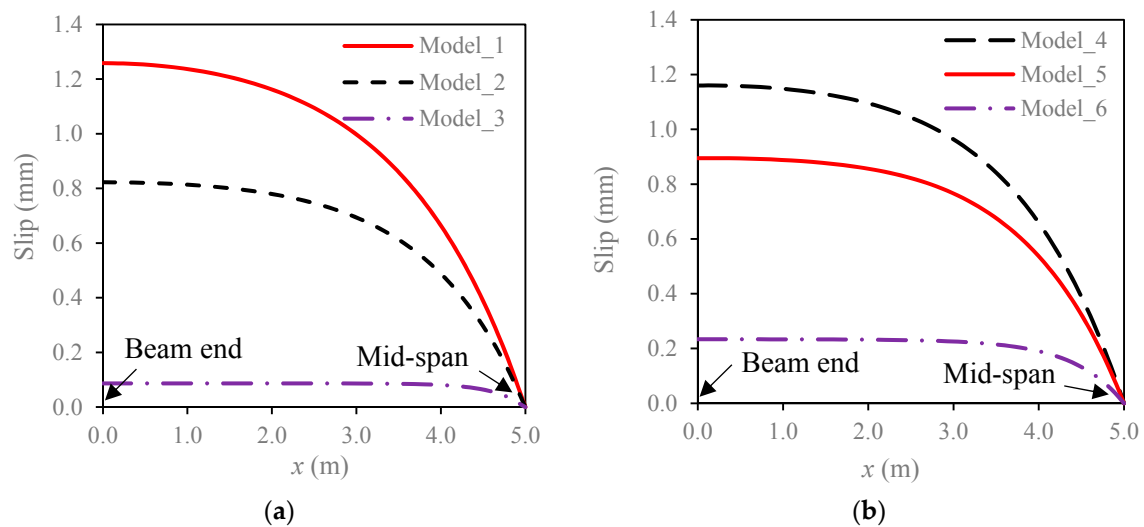 1.4
1.2
1.0
0.8
0.6
0.4
0.2
0.0
Slip (mm)
Model_1
Model_2
Model_3
Beam end
Mid-span
0.0 1.0 2.0 3.0 4.0 5.0
x (m)
(a)
1.4
1.2
1.0
0.8
0.6
0.4
0.2
0.0
Slip (mm)
Model_4
Model_5
Model_6
Beam end
Mid-span
0.0 1.0 2.0 3.0 4.0 5.0
x (m)
(b)